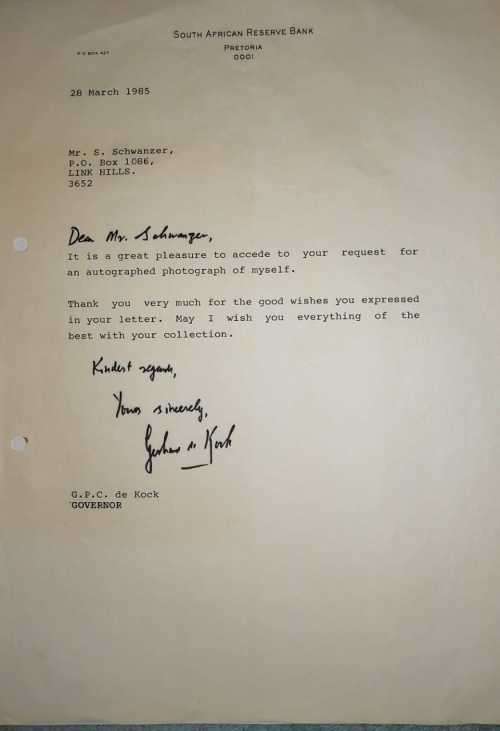 South African Reserve Bank
P O BOX 427
Pretoria
0001
28 March 1985
Mr. S. Schwanzer,
P.O. Box 1086,
LINK HILLS.
3652
Dear Mr. Schwanzer,
It is a great pleasure to accede to your request for
an autographed photograph of myself.
Thank you very much for the good wishes you expressed
in your letter. May I wish you everything of the
best with your collection.
Kindest regards,
Yours sincerely,
Gerhard de Kock
G.P.C. de Kock
GOVERNOR